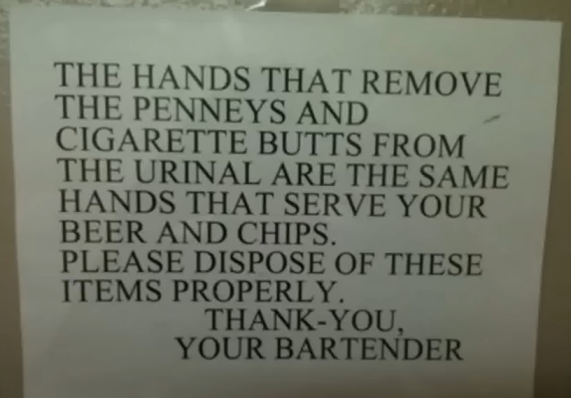 THE HANDS THAT REMOVE
THE PENNEYS AND
CIGARETTE BUTTS FROM
THE URINAL ARE THE SAME
HANDS THAT SERVE YOUR
BEER AND CHIPS.
PLEASE DISPOSE OF THESE
ITEMS PROPERLY.
THANK-YOU,
YOUR BARTENDER